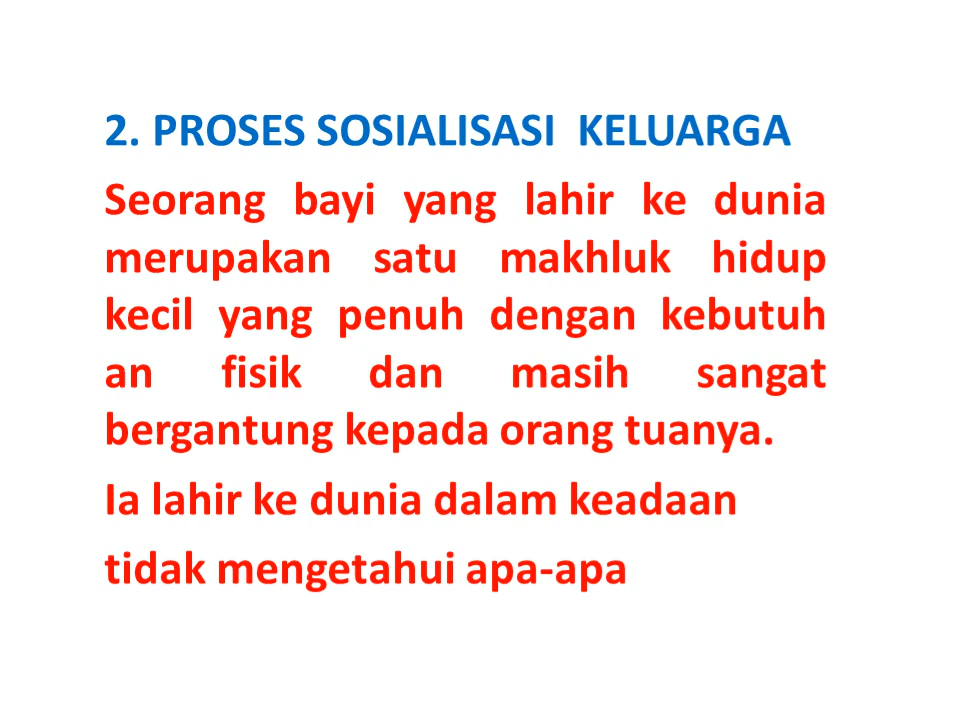 2. PROSES SOSIALISASI  KELUARGA
Seorang bayi yang lahir ke dunia
merupakan satu makhluk hidup
kecil yang penuh dengan kebutuh
an fisik dan masih sangat
bergantung kepada orang tuanya.
Ia lahir ke dunia dalam keadaan
tidak mengetahui apa-apa